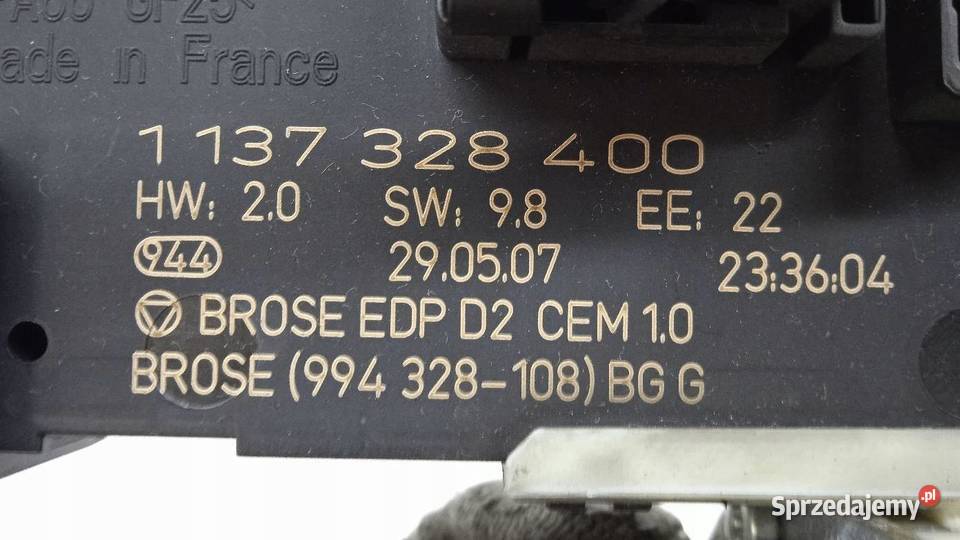 GF25<
ade in France
1 137 328 400
HW: 2.0 SW: 9.8 EE: 22
944 29.05.07 23:36:04
BROSE EDP D2 CEM 1.0
BROSE (994 328-108) BG G
Sprzedajemy.pl